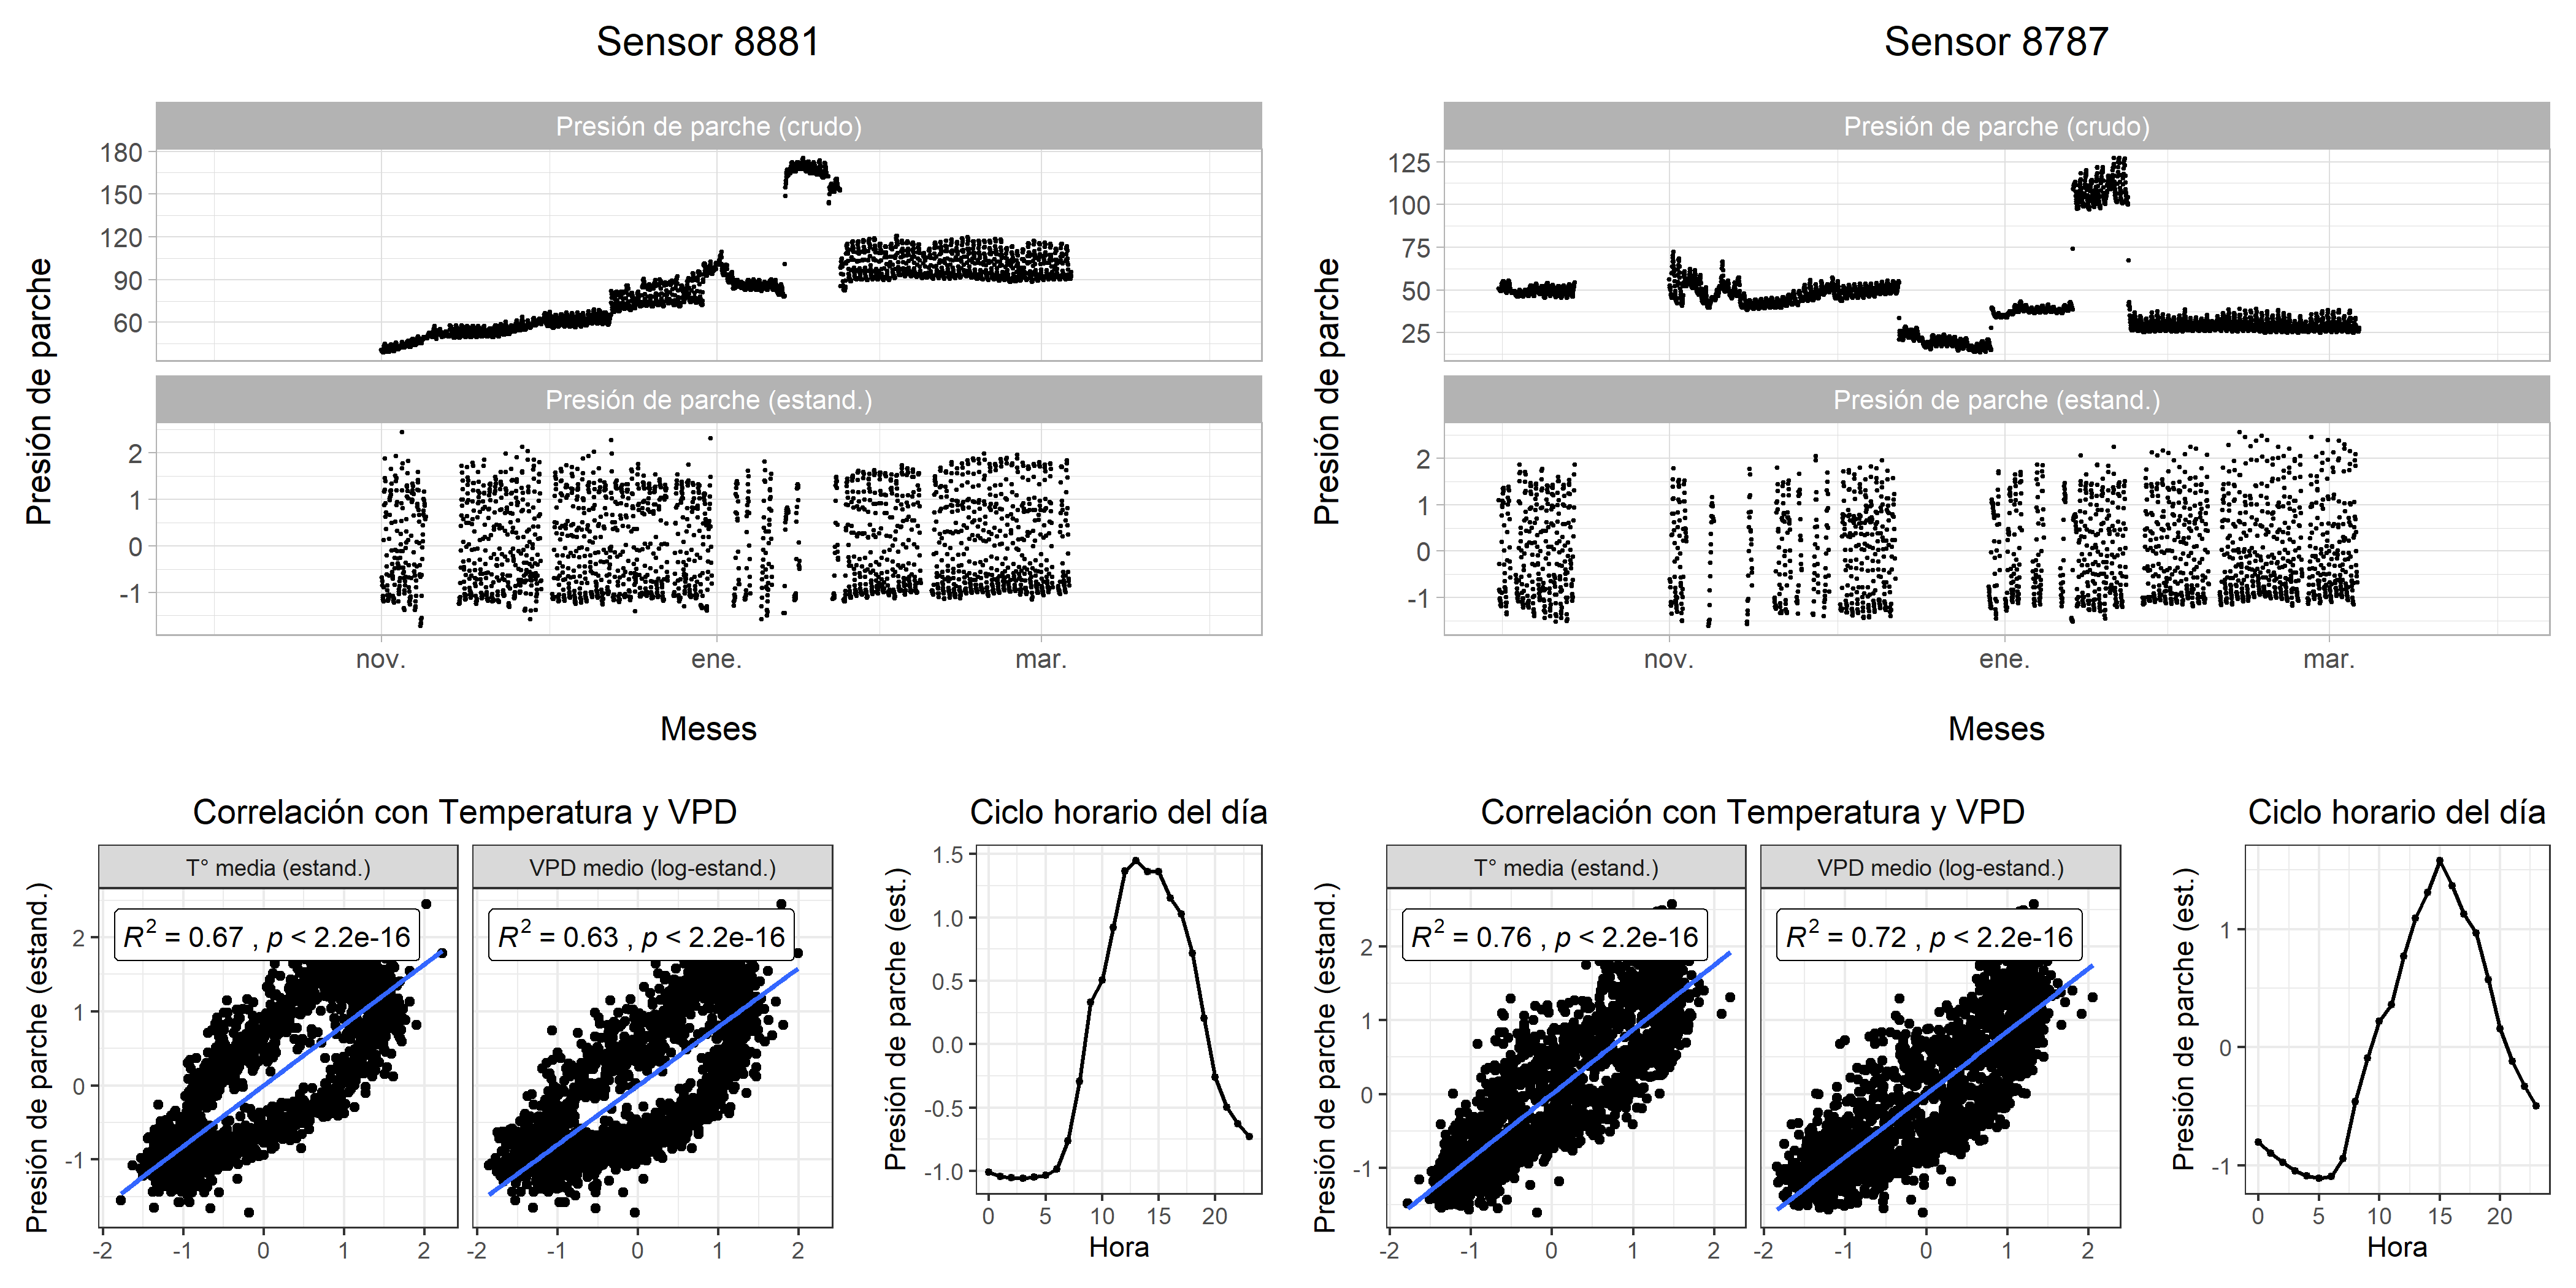 Sensor 8881
Presión de parche (crudo)
180
150
120
90
60
Presión de parche
Presión de parche (estand.)
2
1
0
-1
nov. ene. mar.
Meses
Correlación con Temperatura y VPD
T° media (estand.) VPD medio (log-estand.)
R² = 0.67 , p < 2.2e-16 R² = 0.63 , p < 2.2e-16
Presión de parche (estand.)
2
1
0
-1
-2 -1 0 1 2 -2 -1 0 1 2
Ciclo horario del día
Presión de parche (est.)
1.5
1.0
0.5
0.0
-0.5
-1.0
0 5 10 15 20
Hora
Sensor 8787
Presión de parche (crudo)
125
100
75
50
25
Presión de parche
Presión de parche (estand.)
2
1
0
-1
nov. ene. mar.
Meses
Correlación con Temperatura y VPD
T° media (estand.) VPD medio (log-estand.)
R² = 0.76 , p < 2.2e-16 R² = 0.72 , p < 2.2e-16
Presión de parche (estand.)
2
1
0
-1
-2 -1 0 1 2 -2 -1 0 1 2
Ciclo horario del día
Presión de parche (est.)
1
0
-1
0 5 10 15 20
Hora